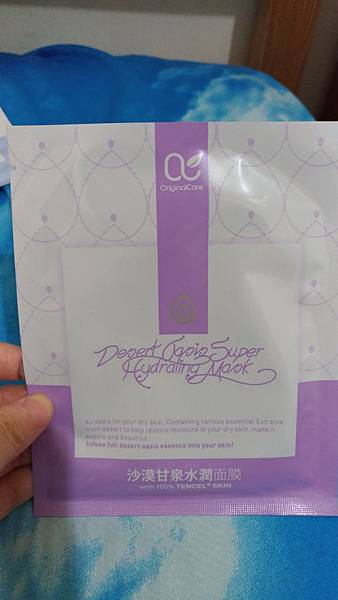 OriginalCare
Desert Oasis Super
Hydrating Mask
An oasis for your dry skin. Containing various essential Extracts
from desert to help restore moisture of your dry skin, make it
supple and beautiful.
Infuse full desert oasis essence into your skin!
沙漠甘泉水潤面膜
with 100% TENCEL® SKIN